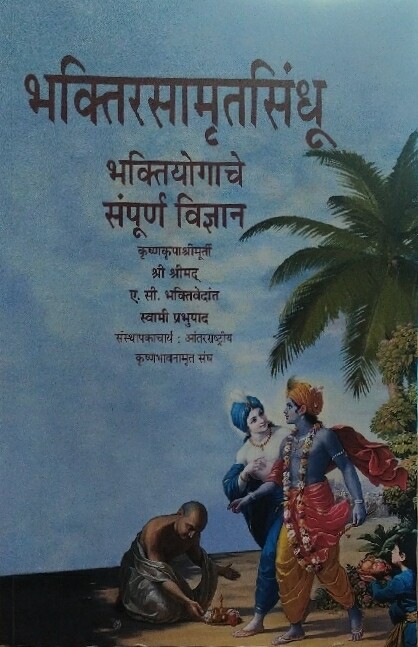 भक्तिरसामृतसिंधू
भक्तियोगाचे
संपूर्ण विज्ञान
कृष्णकृपाश्रीमूर्ती
श्री श्रीमद्
ए. सी. भक्तिवेदांत
स्वामी प्रभुपाद
संस्थापकाचार्य : आंतरराष्ट्रीय
कृष्णभावनामृत संघ